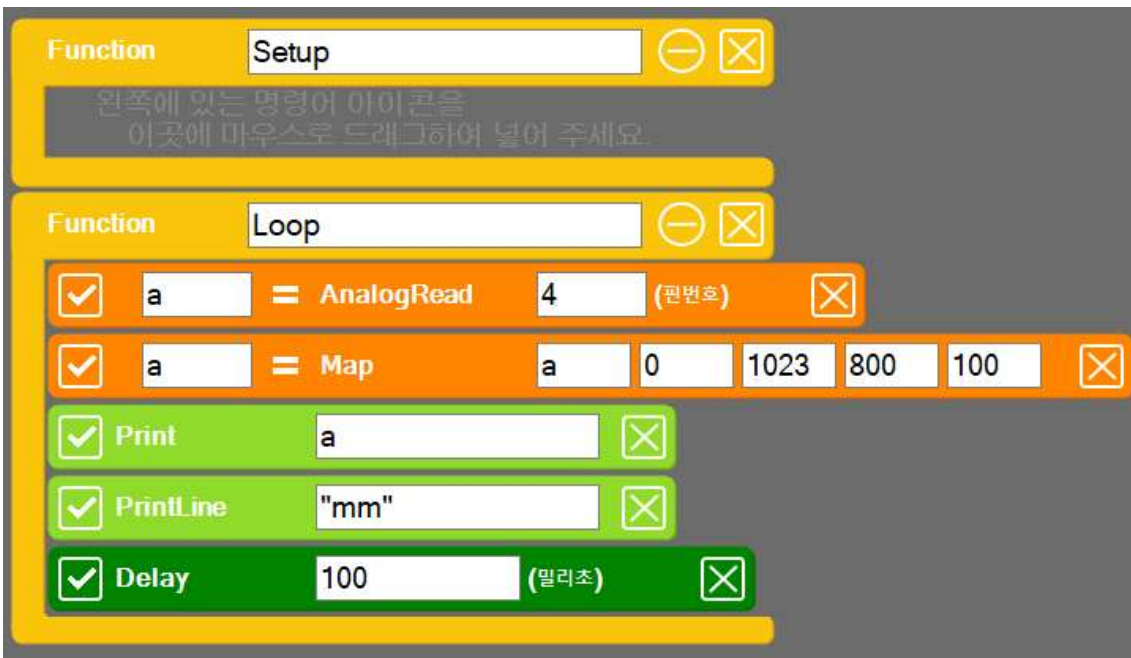 Function Setup
왼쪽에 있는 명령어 아이콘을
이곳에 마우스로 드래그하여 넣어 주세요.
Function Loop
a = AnalogRead 4 (핀번호)
a = Map a 0 1023 800 100
Print a
PrintLine "mm"
Delay 100 (밀리초)